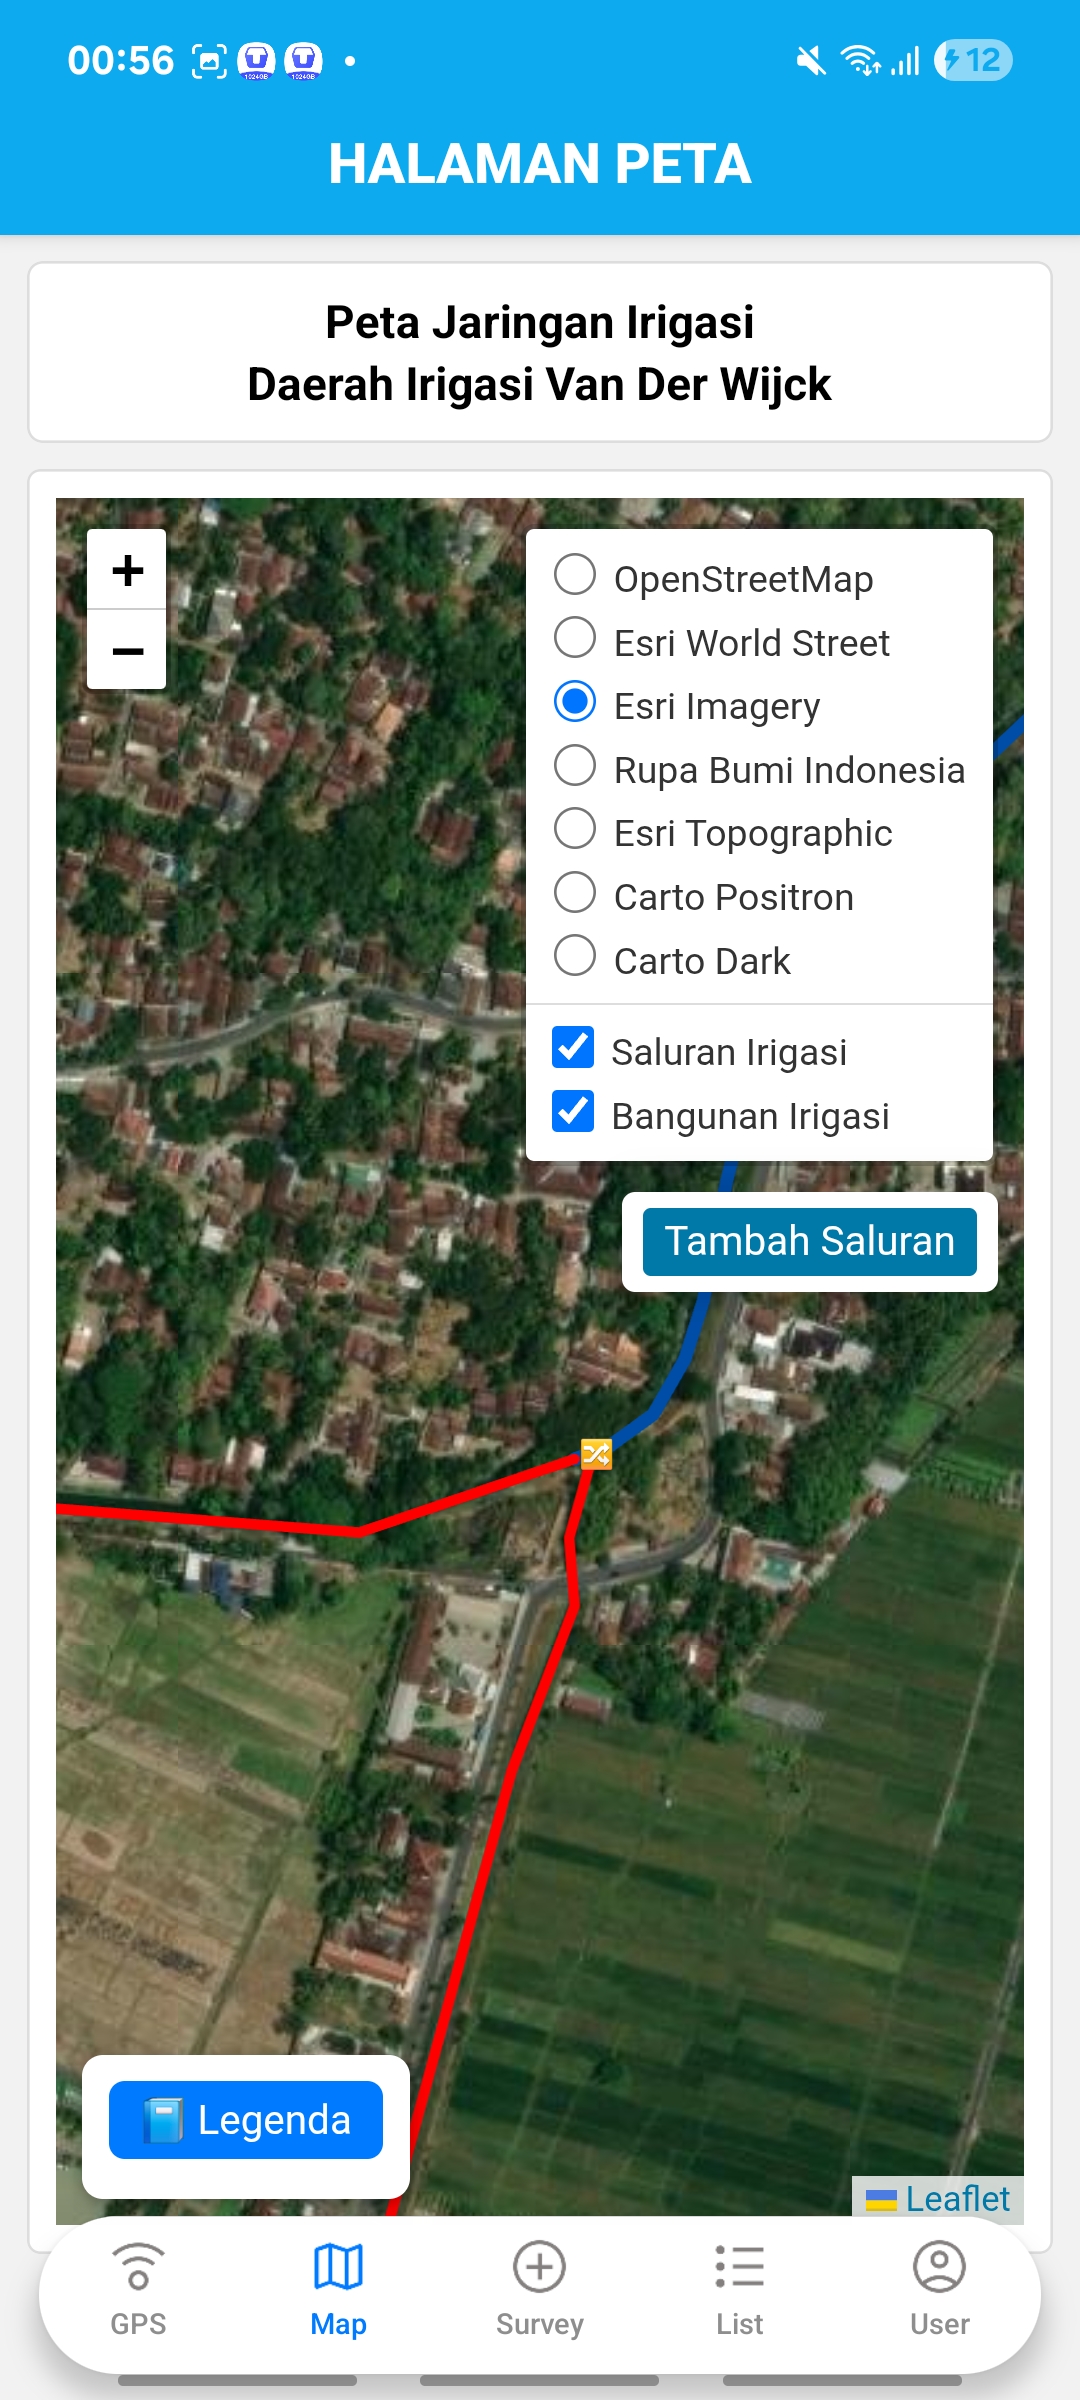 00:56
1024GB
1024GB
12
HALAMAN PETA
Peta Jaringan Irigasi
Daerah Irigasi Van Der Wijck
+
−
OpenStreetMap
Esri World Street
Esri Imagery
Rupa Bumi Indonesia
Esri Topographic
Carto Positron
Carto Dark
Saluran Irigasi
Bangunan Irigasi
Tambah Saluran
Legenda
Leaflet
GPS
Map
Survey
List
User